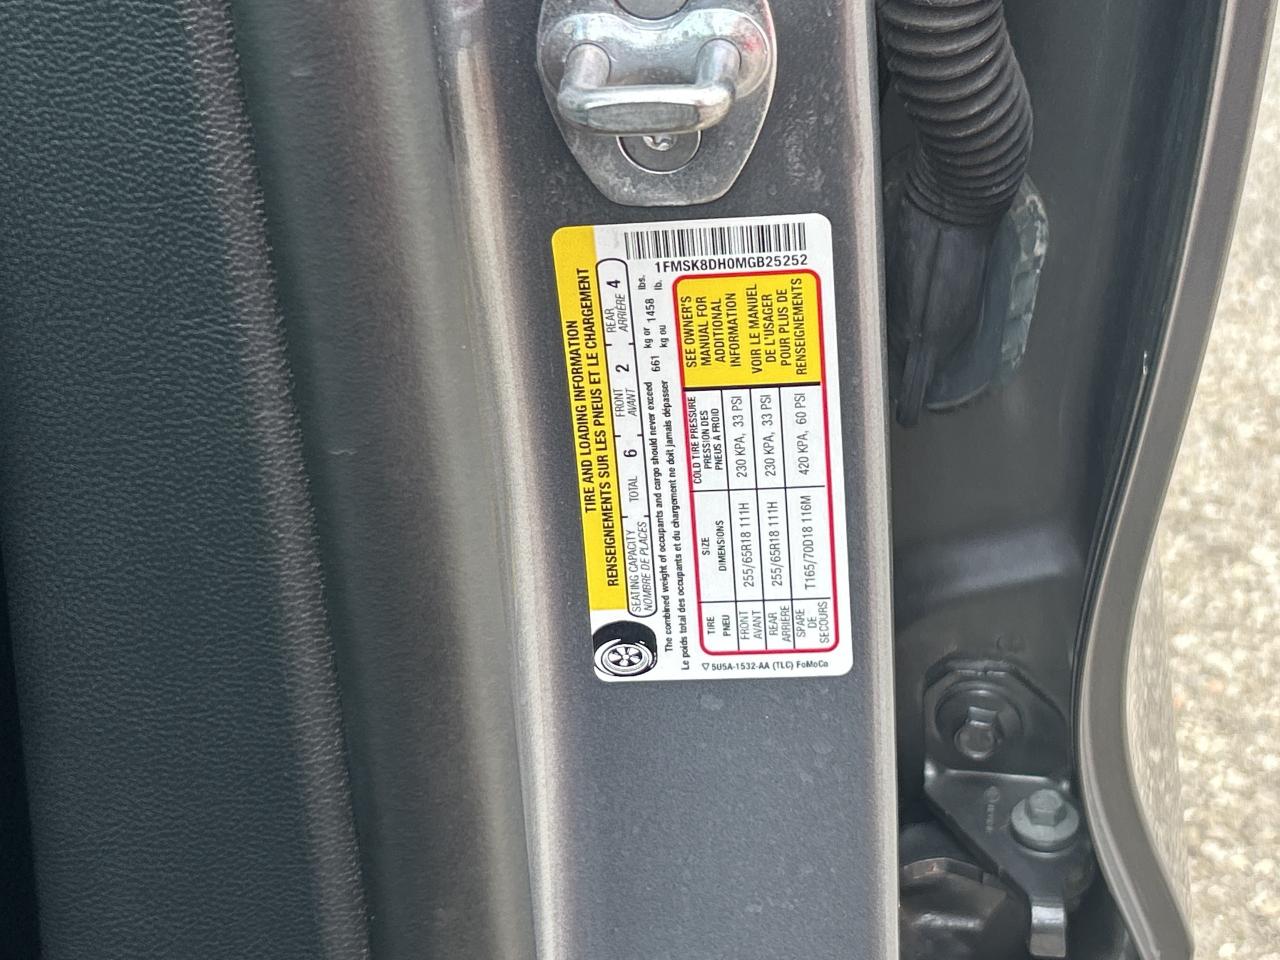 1FMSK8DH0MGB25252
TIRE AND LOADING INFORMATION
RENSEIGNEMENTS SUR LES PNEUS ET LE CHARGEMENT
SEATING CAPACITY TOTAL 6 FRONT 2 REAR 4
NOMBRE DE PLACES AVANT ARRIÈRE
The combined weight of occupants and cargo should never exceed 661 kg or 1458 lbs.
Le poids total des occupants et du chargement ne doit jamais dépasser kg ou lb.
TIRE SIZE COLD TIRE PRESSURE
PNEU DIMENSIONS PRESSION DES
PNEUS A FROID
FRONT
AVANT
255/65R18 111H 230 KPA, 33 PSI
REAR
ARRIERE
255/65R18 111H 230 KPA, 33 PSI
SPARE
DE
SECOURS
T165/70D18 116M 420 KPA, 60 PSI
SEE OWNER'S
MANUAL FOR
ADDITIONAL
INFORMATION
VOIR LE MANUEL
DE L'USAGER
POUR PLUS DE
RENSEIGNEMENTS
5U5A-1532-AA (TLC) FoMoCo